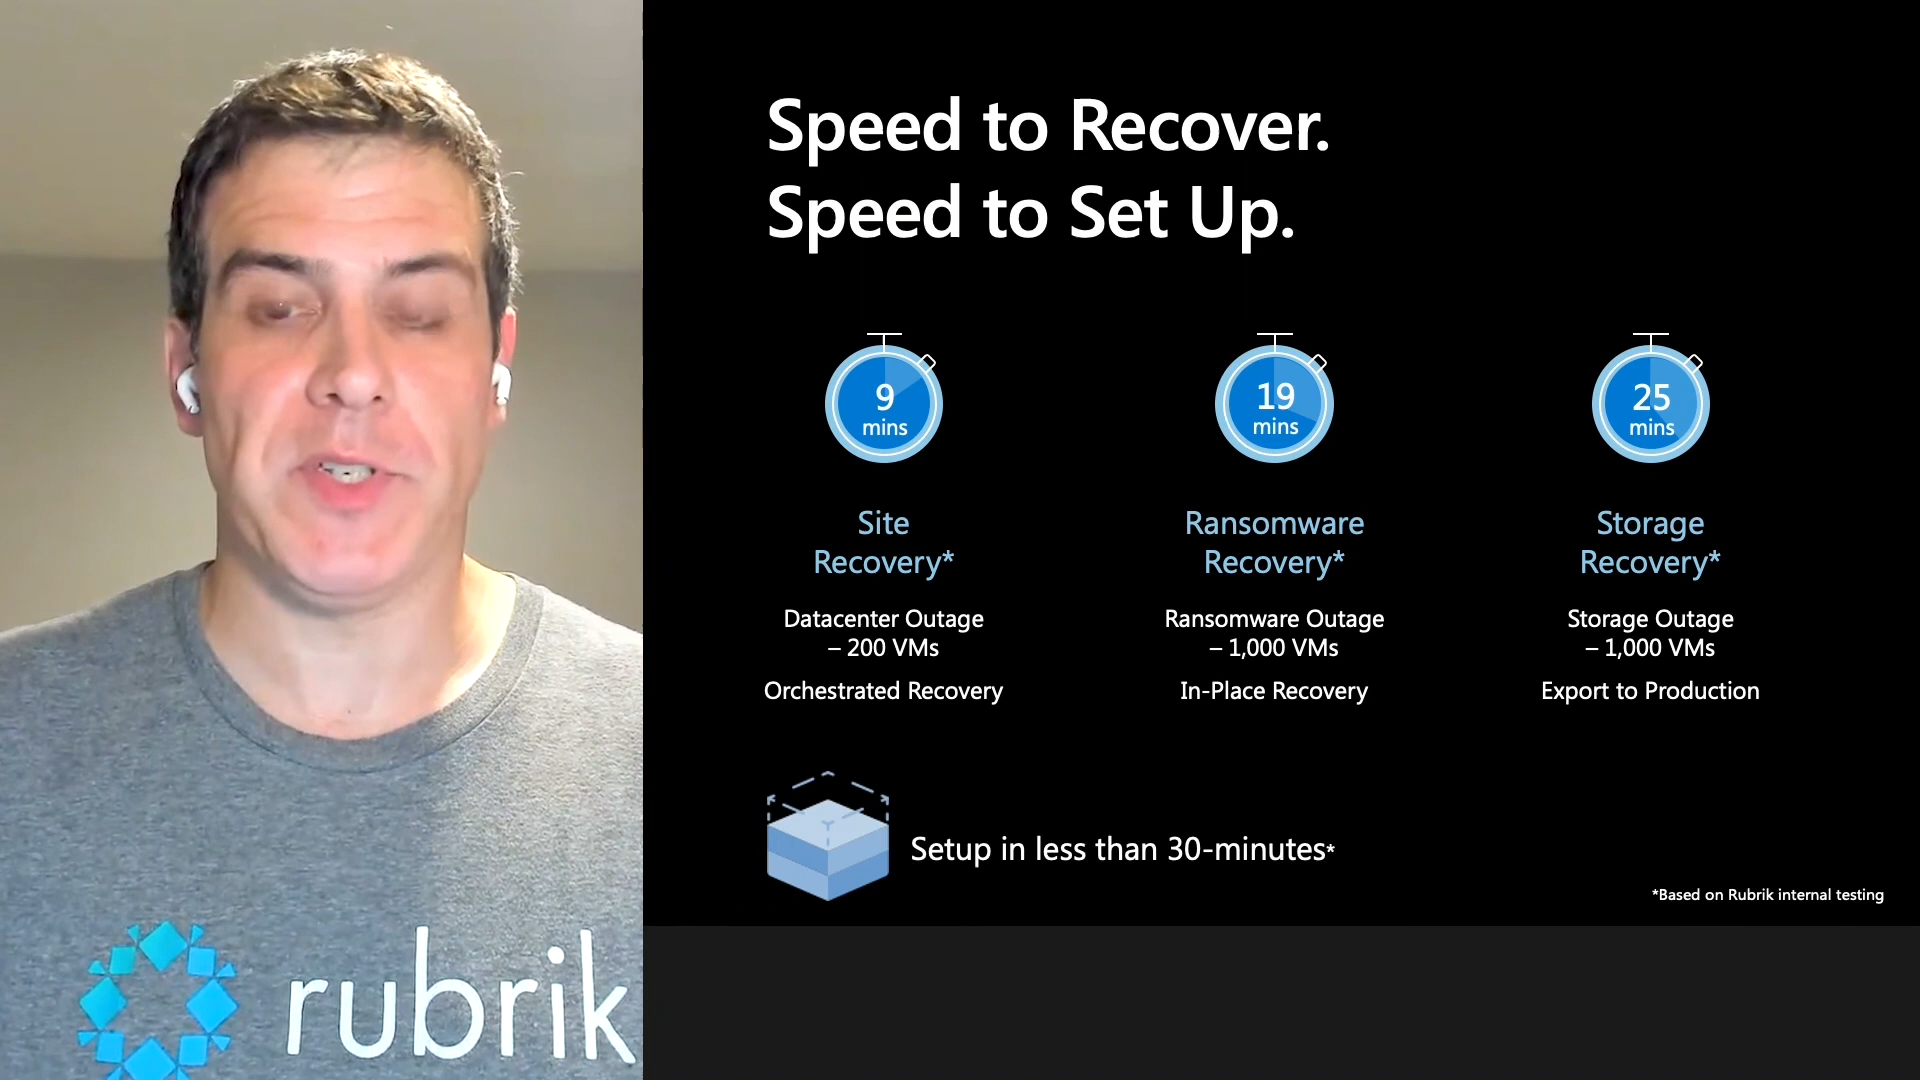 Speed to Recover.
Speed to Set Up.
9
mins
19
mins
25
mins
Site
Recovery*
Ransomware
Recovery*
Storage
Recovery*
Datacenter Outage
– 200 VMs
Orchestrated Recovery
Ransomware Outage
– 1,000 VMs
In-Place Recovery
Storage Outage
– 1,000 VMs
Export to Production
Setup in less than 30-minutes*
*Based on Rubrik internal testing
rubrik